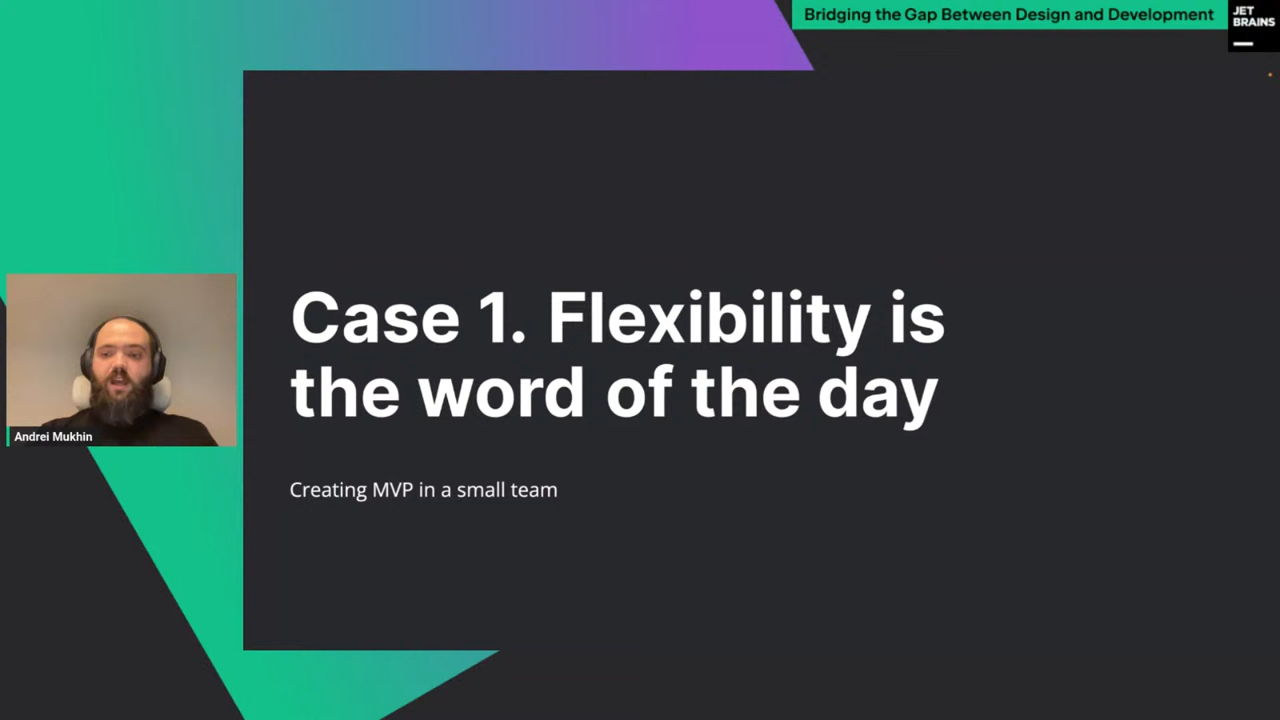 Bridging the Gap Between Design and Development
JET
BRAINS
Case 1. Flexibility is
the word of the day
Creating MVP in a small team
Andrei Mukhin